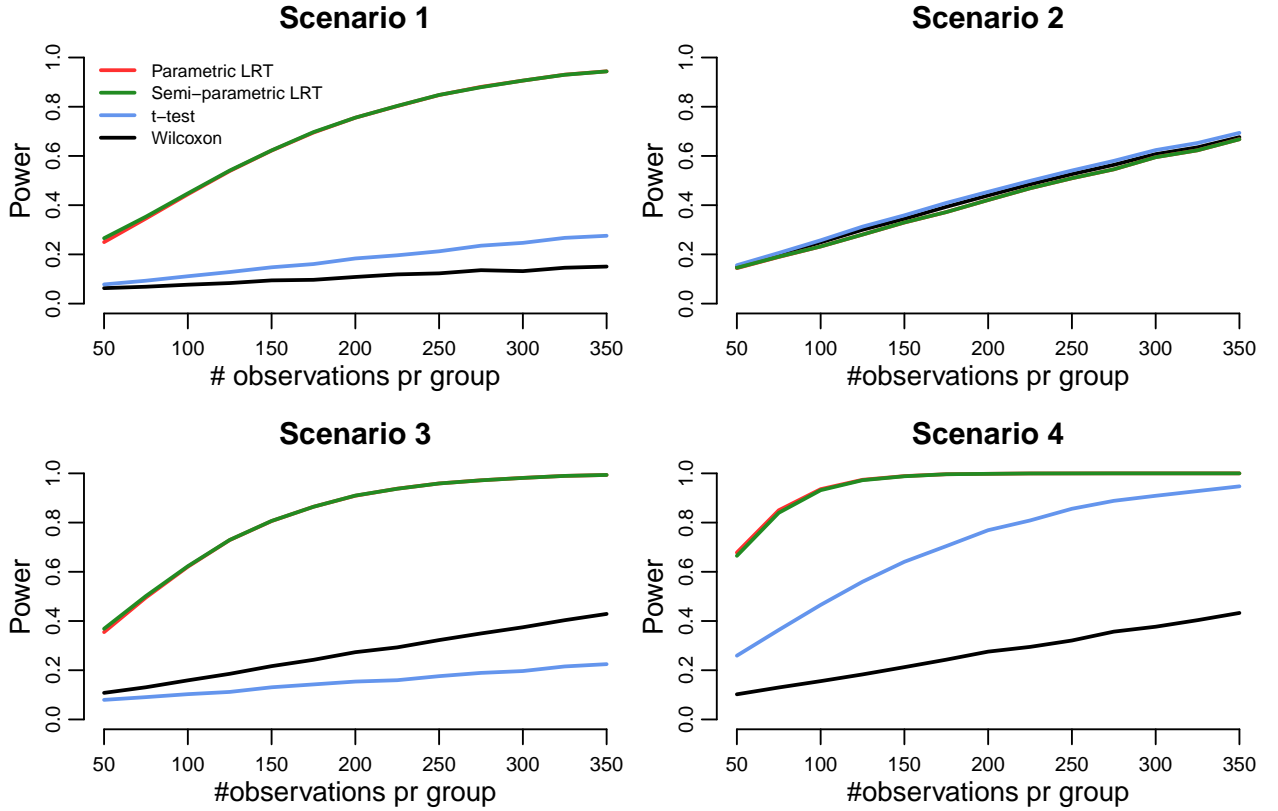 Scenario 1
Power
0.0 0.2 0.4 0.6 0.8 1.0
Parametric LRT
Semi−parametric LRT
t−test
Wilcoxon
50 100 150 200 250 300 350
# observations pr group
Scenario 2
Power
0.0 0.2 0.4 0.6 0.8 1.0
50 100 150 200 250 300 350
#observations pr group
Scenario 3
Power
0.0 0.2 0.4 0.6 0.8 1.0
50 100 150 200 250 300 350
#observations pr group
Scenario 4
Power
0.0 0.2 0.4 0.6 0.8 1.0
50 100 150 200 250 300 350
#observations pr group